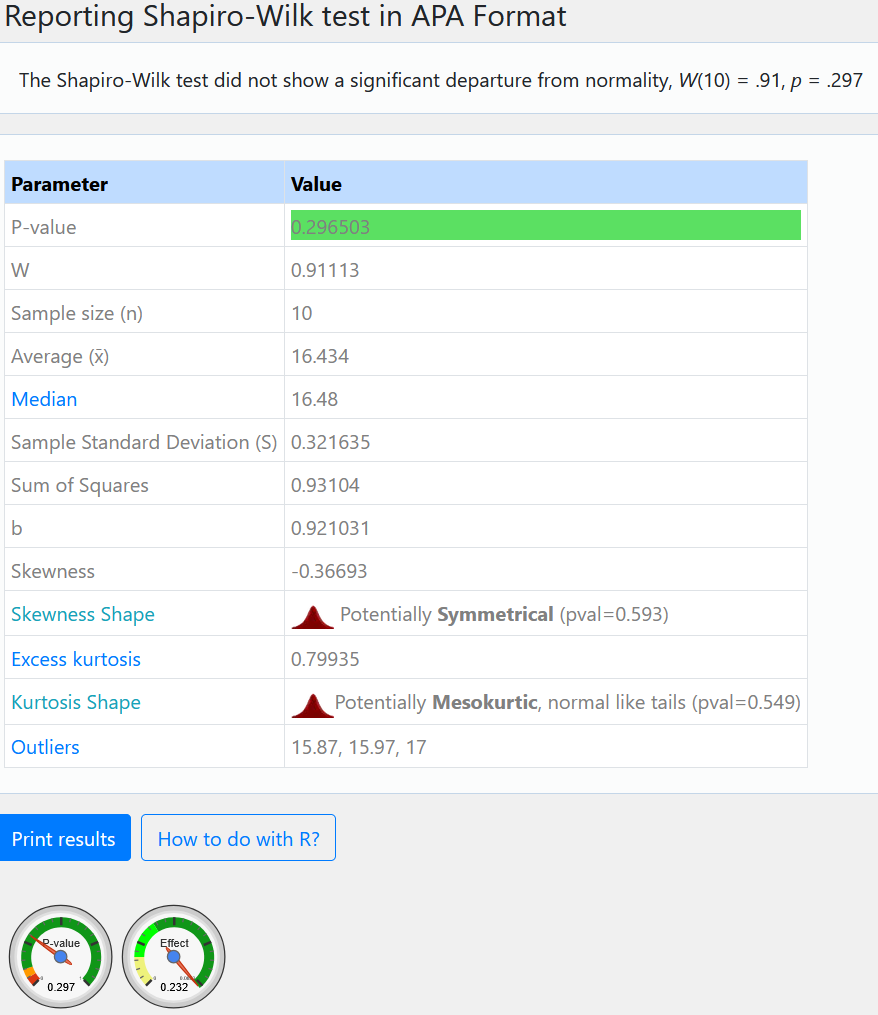 Reporting Shapiro-Wilk test in APA Format
The Shapiro-Wilk test did not show a significant departure from normality, W(10) = .91, p = .297
Parameter Value
P-value 0.296503
W 0.91113
Sample size (n) 10
Average (x̄) 16.434
Median 16.48
Sample Standard Deviation (S) 0.321635
Sum of Squares 0.93104
b 0.921031
Skewness -0.36693
Skewness Shape Potentially Symmetrical (pval=0.593)
Excess kurtosis 0.79935
Kurtosis Shape Potentially Mesokurtic, normal like tails (pval=0.549)
Outliers 15.87, 15.97, 17
Print results How to do with R?
P-value Effect
0.297 0.232